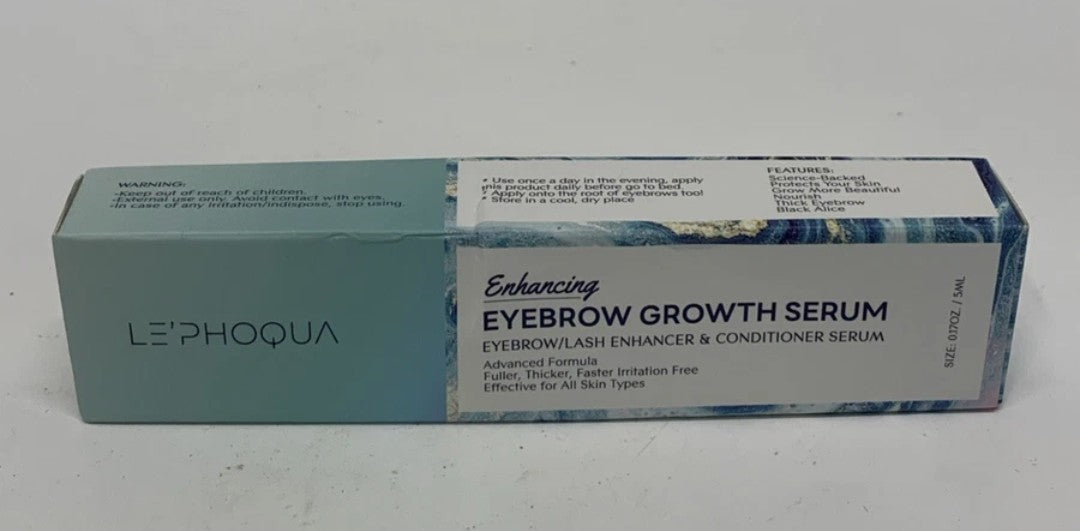 WARNING:
-Keep out of reach of children.
-External use only. Avoid contact with eyes.
-In case of any irritation/indispose, stop using.
* Use once a day in the evening, apply
this product daily before go to bed.
* Apply onto the root of eyebrows too!
* Store in a cool, dry place
FEATURES:
Science-Backed
Protects Your Skin
Grow More Beautiful
Nourish
Thick Eyebrow
Black Alice
LE'PHOQUA
Enhancing
EYEBROW GROWTH SERUM
EYEBROW/LASH ENHANCER & CONDITIONER SERUM
Advanced Formula
Fuller, Thicker, Faster Irritation Free
Effective for All Skin Types
SIZE: 0.17OZ. / 5ML